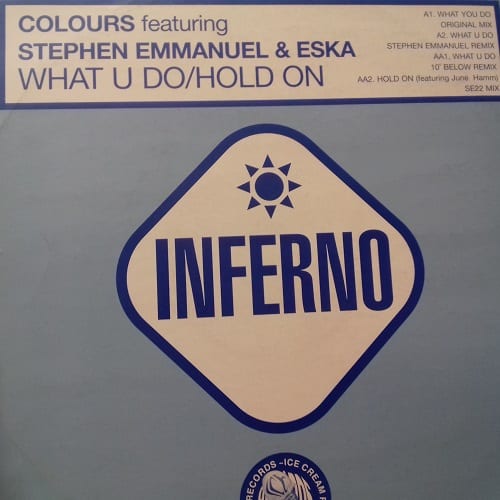 COLOURS featuring
STEPHEN EMMANUEL & ESKA
WHAT U DO/HOLD ON
A1. WHAT YOU DO
ORIGINAL MIX
A2. WHAT U DO
STEPHEN EMMANUEL REMIX
AA1. WHAT U DO
10° BELOW REMIX
AA2. HOLD ON (featuring June. Hamm)
SE22 MIX
INFERNO
RECORDS – ICE CREAM